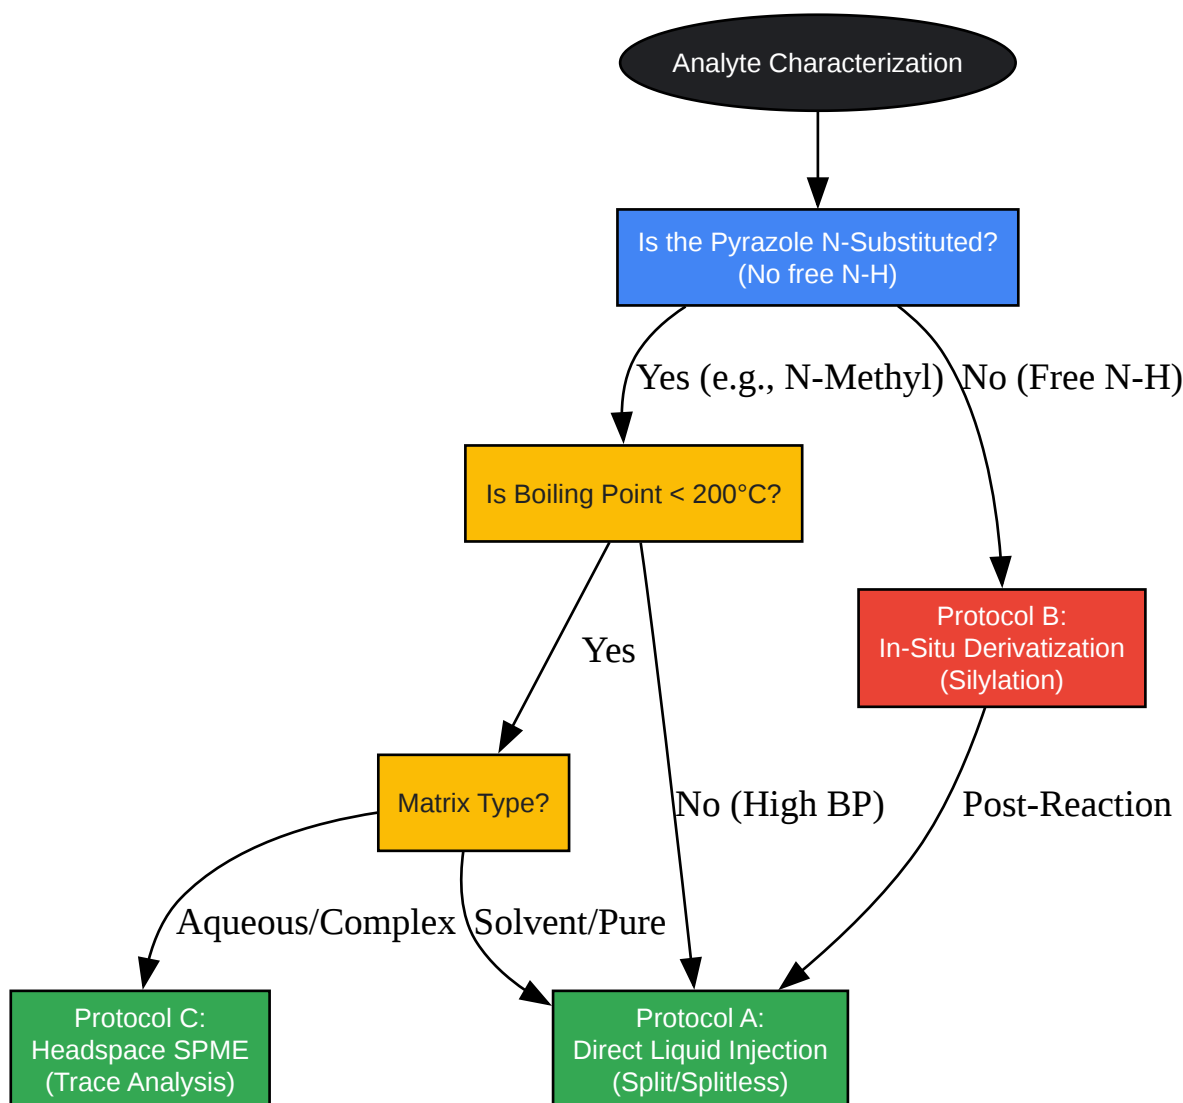 Analyte Characterization
Is the Pyrazole N-Substituted?
(No free N-H)
Yes (e.g., N-Methyl)
No (Free N-H)
Is Boiling Point < 200°C?
Protocol B:
In-Situ Derivatization
(Silylation)
Yes
Matrix Type?
No (High BP)
Post-Reaction
Aqueous/Complex
Solvent/Pure
Protocol C:
Headspace SPME
(Trace Analysis)
Protocol A:
Direct Liquid Injection
(Split/Splitless)